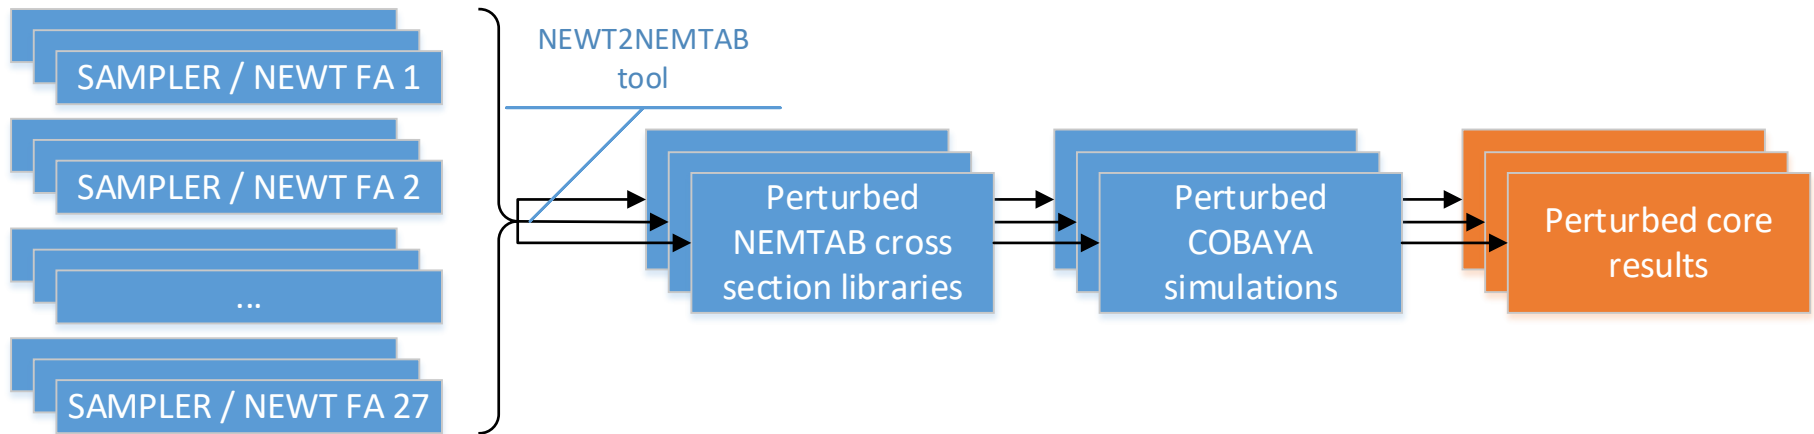 SAMPLER / NEWT FA 1
SAMPLER / NEWT FA 2
...
SAMPLER / NEWT FA 27
NEWT2NEMTAB
tool
Perturbed
NEMTAB cross
section libraries
Perturbed
COBAYA
simulations
Perturbed core
results